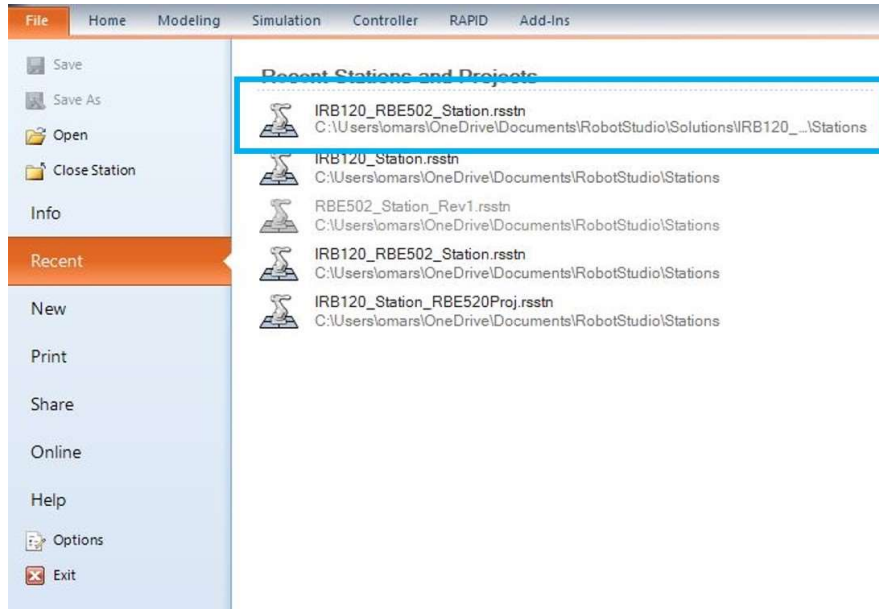 File Home Modeling Simulation Controller RAPID Add-Ins
Save
Save As
Open
Close Station
Info
Recent
New
Print
Share
Online
Help
Options
Exit
Recent Stations and Projects
IRB120_RBE502_Station.rsstn
C:\Users\omars\OneDrive\Documents\RobotStudio\Solutions\IRB120_...\Stations
IRB120_Station.rsstn
C:\Users\omars\OneDrive\Documents\RobotStudio\Stations
RBE502_Station_Rev1.rsstn
C:\Users\omars\OneDrive\Documents\RobotStudio\Stations
IRB120_RBE502_Station.rsstn
C:\Users\omars\OneDrive\Documents\RobotStudio\Stations
IRB120_Station_RBE520Proj.rsstn
C:\Users\omars\OneDrive\Documents\RobotStudio\Stations